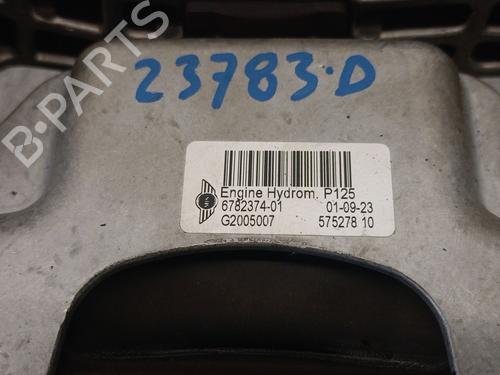 23783.D
B-PARTS
Engine Hydrom. P125
6782374-01 01-09-23
G2005007 575278 10